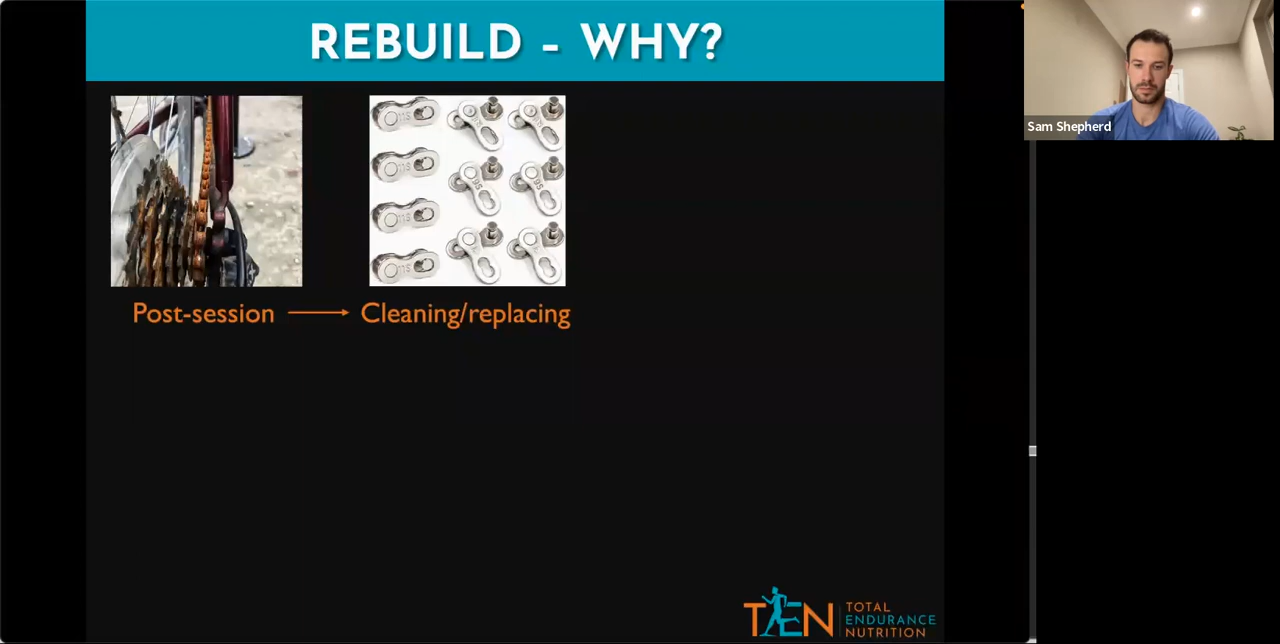 REBUILD - WHY?
Sam Shepherd
Post-session
Cleaning/replacing
TEN
TOTAL
ENDURANCE
NUTRITION